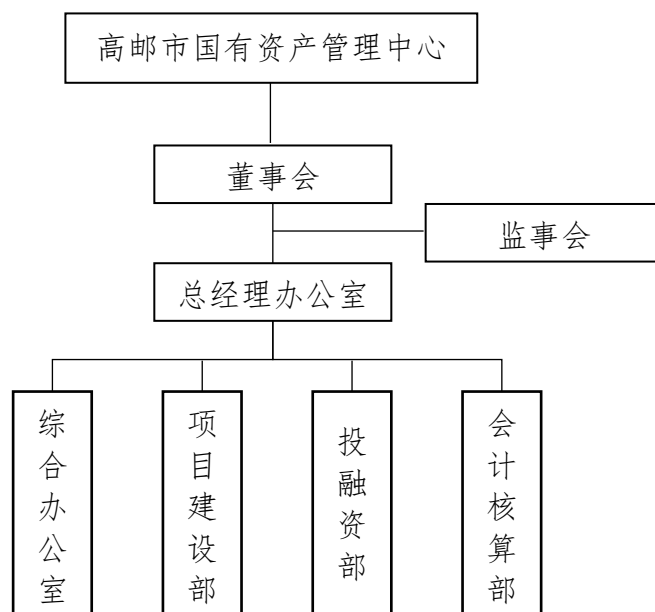 高邮市国有资产管理中心
董事会
监事会
总经理办公室
综合办公室
项目建设部
投融资部
会计核算部